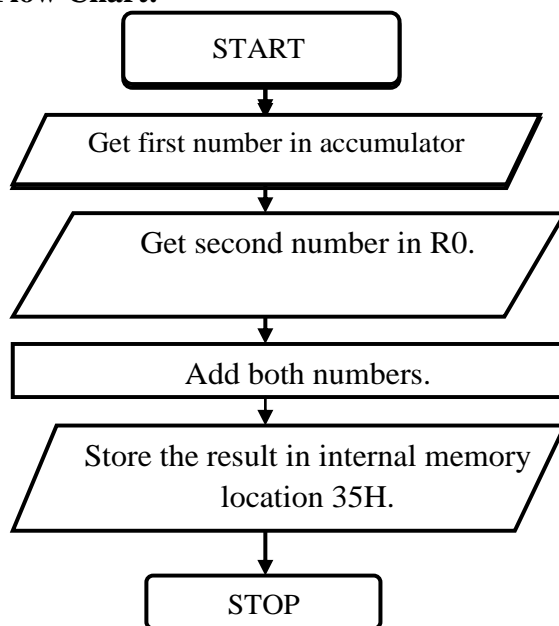 Flow Chart:
START
Get first number in accumulator
Get second number in R0.
Add both numbers.
Store the result in internal memory
location 35H.
STOP